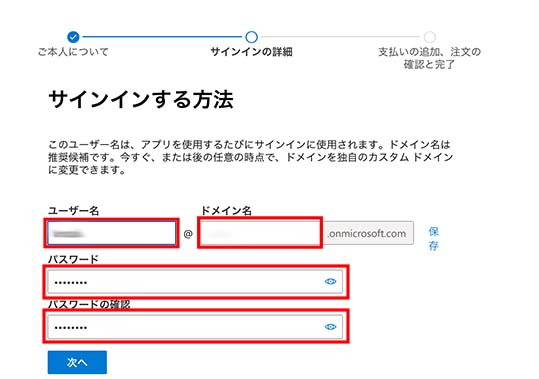 ご本人について
サインインの詳細
支払いの追加、注文の
確認と完了
サインインする方法
このユーザー名は、アプリを使用するたびにサインインに使用されます。ドメイン名は
推奨候補です。今すぐ、または後の任意の時点で、ドメインを独自のカスタム ドメイン
に変更できます。
ユーザー名
ドメイン名
@
.onmicrosoft.com
保
存
パスワード
••••••••
パスワードの確認
••••••••
次へ